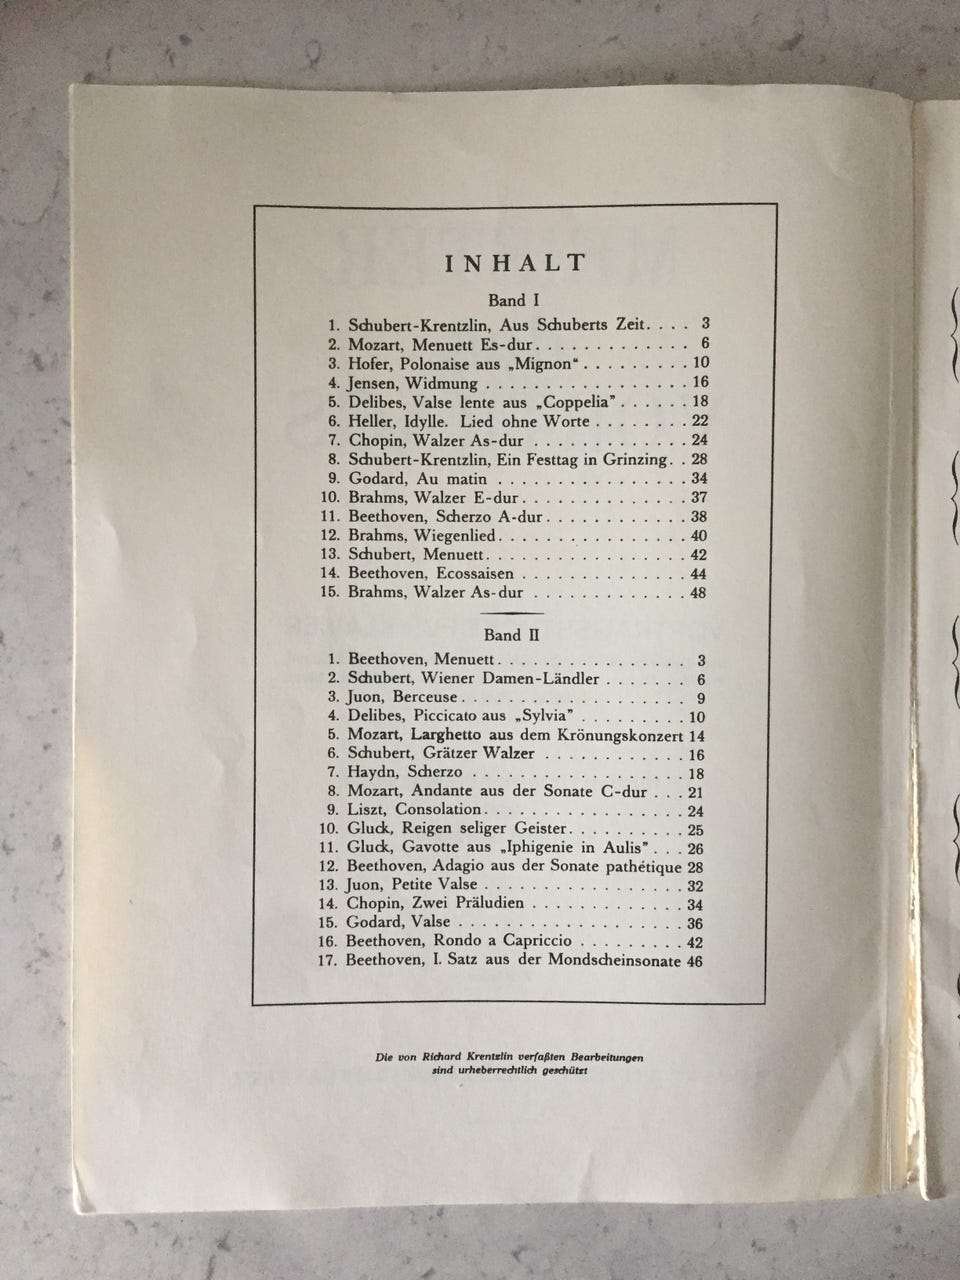 INHALT
Band I
1. Schubert-Krentzlin, Aus Schuberts Zeit. . . . 3
2. Mozart, Menuett Es-dur. . . . . . . . . . . . . 6
3. Hofer, Polonaise aus „Mignon“ . . . . . . . . . 10
4. Jensen, Widmung . . . . . . . . . . . . . . . . . 16
5. Delibes, Valse lente aus „Coppelia” . . . . . . 18
6. Heller, Idylle. Lied ohne Worte . . . . . . . . 22
7. Chopin, Walzer As-dur . . . . . . . . . . . . . 24
8. Schubert-Krentzlin, Ein Festtag in Grinzing. . 28
9. Godard, Au matin . . . . . . . . . . . . . . . . 34
10. Brahms, Walzer E-dur. . . . . . . . . . . . . . 37
11. Beethoven, Scherzo A-dur. . . . . . . . . . . . 38
12. Brahms, Wiegenlied. . . . . . . . . . . . . . . . 40
13. Schubert, Menuett. . . . . . . . . . . . . . . . . 42
14. Beethoven, Ecossaisen . . . . . . . . . . . . . . 44
15. Brahms, Walzer As-dur . . . . . . . . . . . . . 48
Band II
1. Beethoven, Menuett. . . . . . . . . . . . . . . . 3
2. Schubert, Wiener Damen-Ländler . . . . . . . 6
3. Juon, Berceuse. . . . . . . . . . . . . . . . . . . 9
4. Delibes, Piccicato aus „Sylvia” . . . . . . . . . 10
5. Mozart, Larghetto aus dem Krönungskonzert 14
6. Schubert, Grätzer Walzer . . . . . . . . . . . . 16
7. Haydn, Scherzo . . . . . . . . . . . . . . . . . . 18
8. Mozart, Andante aus der Sonate C-dur . . . 21
9. Liszt, Consolation. . . . . . . . . . . . . . . . . 24
10. Gluck, Reigen seliger Geister. . . . . . . . . . 25
11. Gluck, Gavotte aus „Iphigenie in Aulis” . . . 26
12. Beethoven, Adagio aus der Sonate pathétique 28
13. Juon, Petite Valse . . . . . . . . . . . . . . . . . 32
14. Chopin, Zwei Präludien . . . . . . . . . . . . . 34
15. Godard, Valse . . . . . . . . . . . . . . . . . . . 36
16. Beethoven, Rondo a Capriccio . . . . . . . . . 42
17. Beethoven, I. Satz aus der Mondscheinsonate 46
Die von Richard Krentzlin verfaßten Bearbeitungen
sind urheberrechtlich geschützt